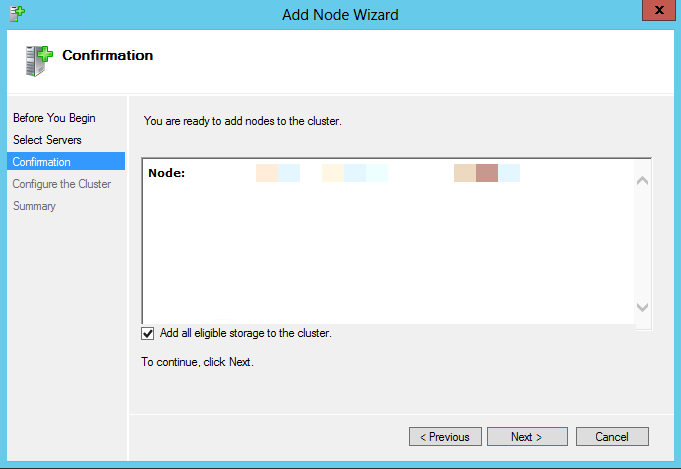 Add Node Wizard
x
Confirmation
Before You Begin
Select Servers
Confirmation
Configure the Cluster
Summary
You are ready to add nodes to the cluster.
Node:
Add all eligible storage to the cluster.
To continue, click Next.
< Previous
Next >
Cancel